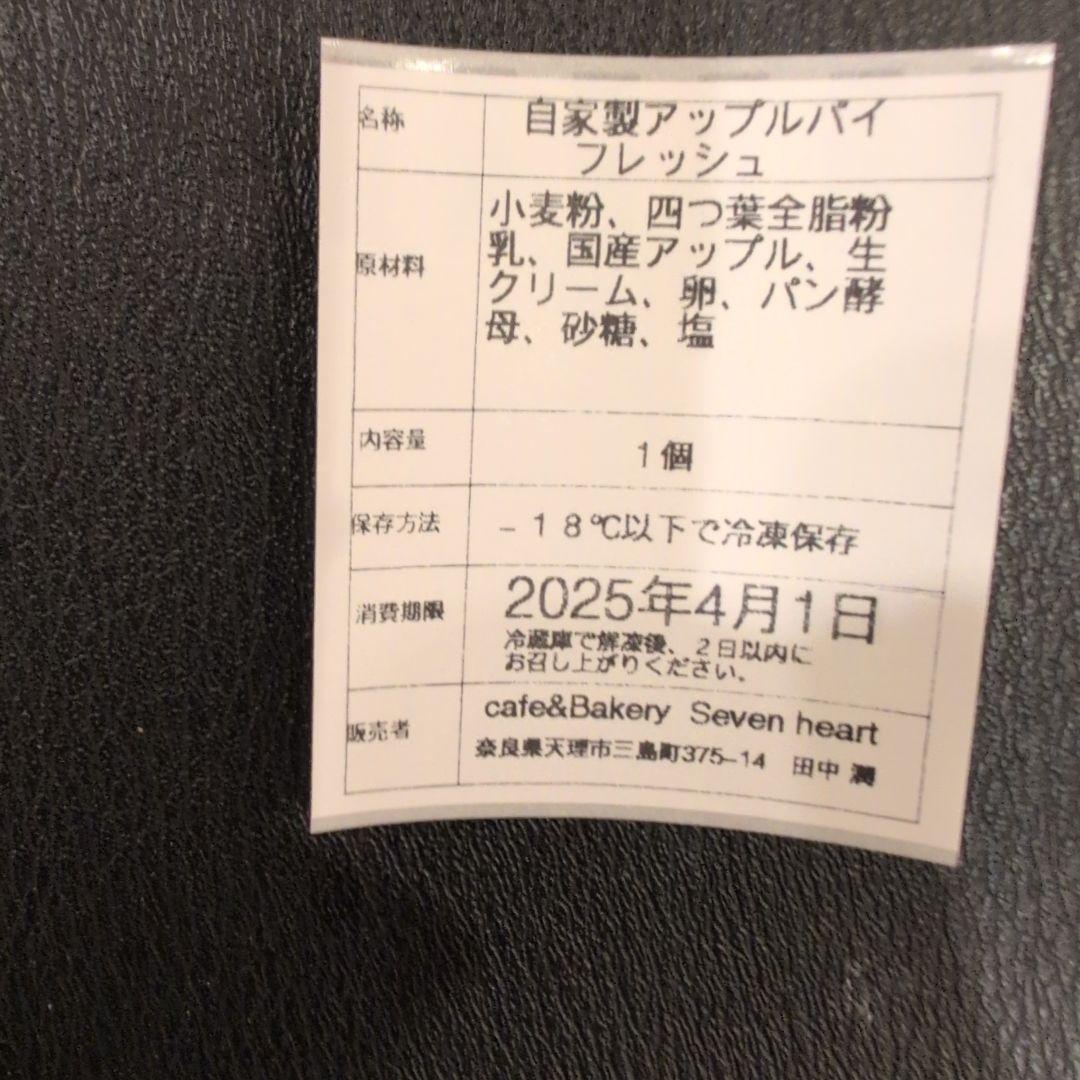 名称
自家製アップルパイ
フレッシュ
原材料
小麦粉、四つ葉全脂粉
乳、国産アップル、生
クリーム、卵、パン酵
母、砂糖、塩
内容量
1個
保存方法
−18℃以下で冷凍保存
消費期限
2025年4月1日
冷蔵庫で解凍後、2日以内に
お召し上がりください。
販売者
cafe&Bakery Seven heart
奈良県天理市三島町375−14 田中 潤